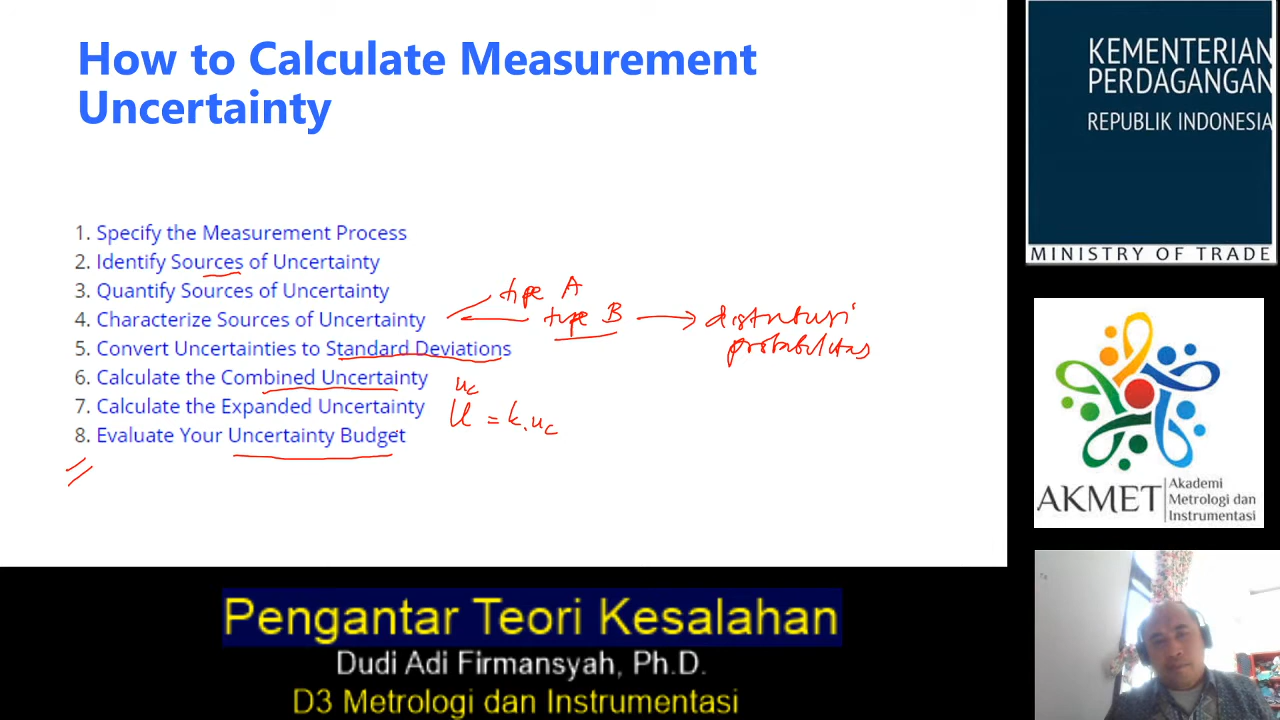 How to Calculate Measurement
Uncertainty
1. Specify the Measurement Process
2. Identify Sources of Uncertainty
3. Quantify Sources of Uncertainty
4. Characterize Sources of Uncertainty
5. Convert Uncertainties to Standard Deviations
6. Calculate the Combined Uncertainty
7. Calculate the Expanded Uncertainty
8. Evaluate Your Uncertainty Budget
type A
type B
distribusi
probabilitas
uc
U = k.uc
KEMENTERIAN
PERDAGANGAN
REPUBLIK INDONESIA
MINISTRY OF TRADE
AKMET
Akademi
Metrologi dan
Instrumentasi
Pengantar Teori Kesalahan
Dudi Adi Firmansyah, Ph.D.
D3 Metrologi dan Instrumentasi